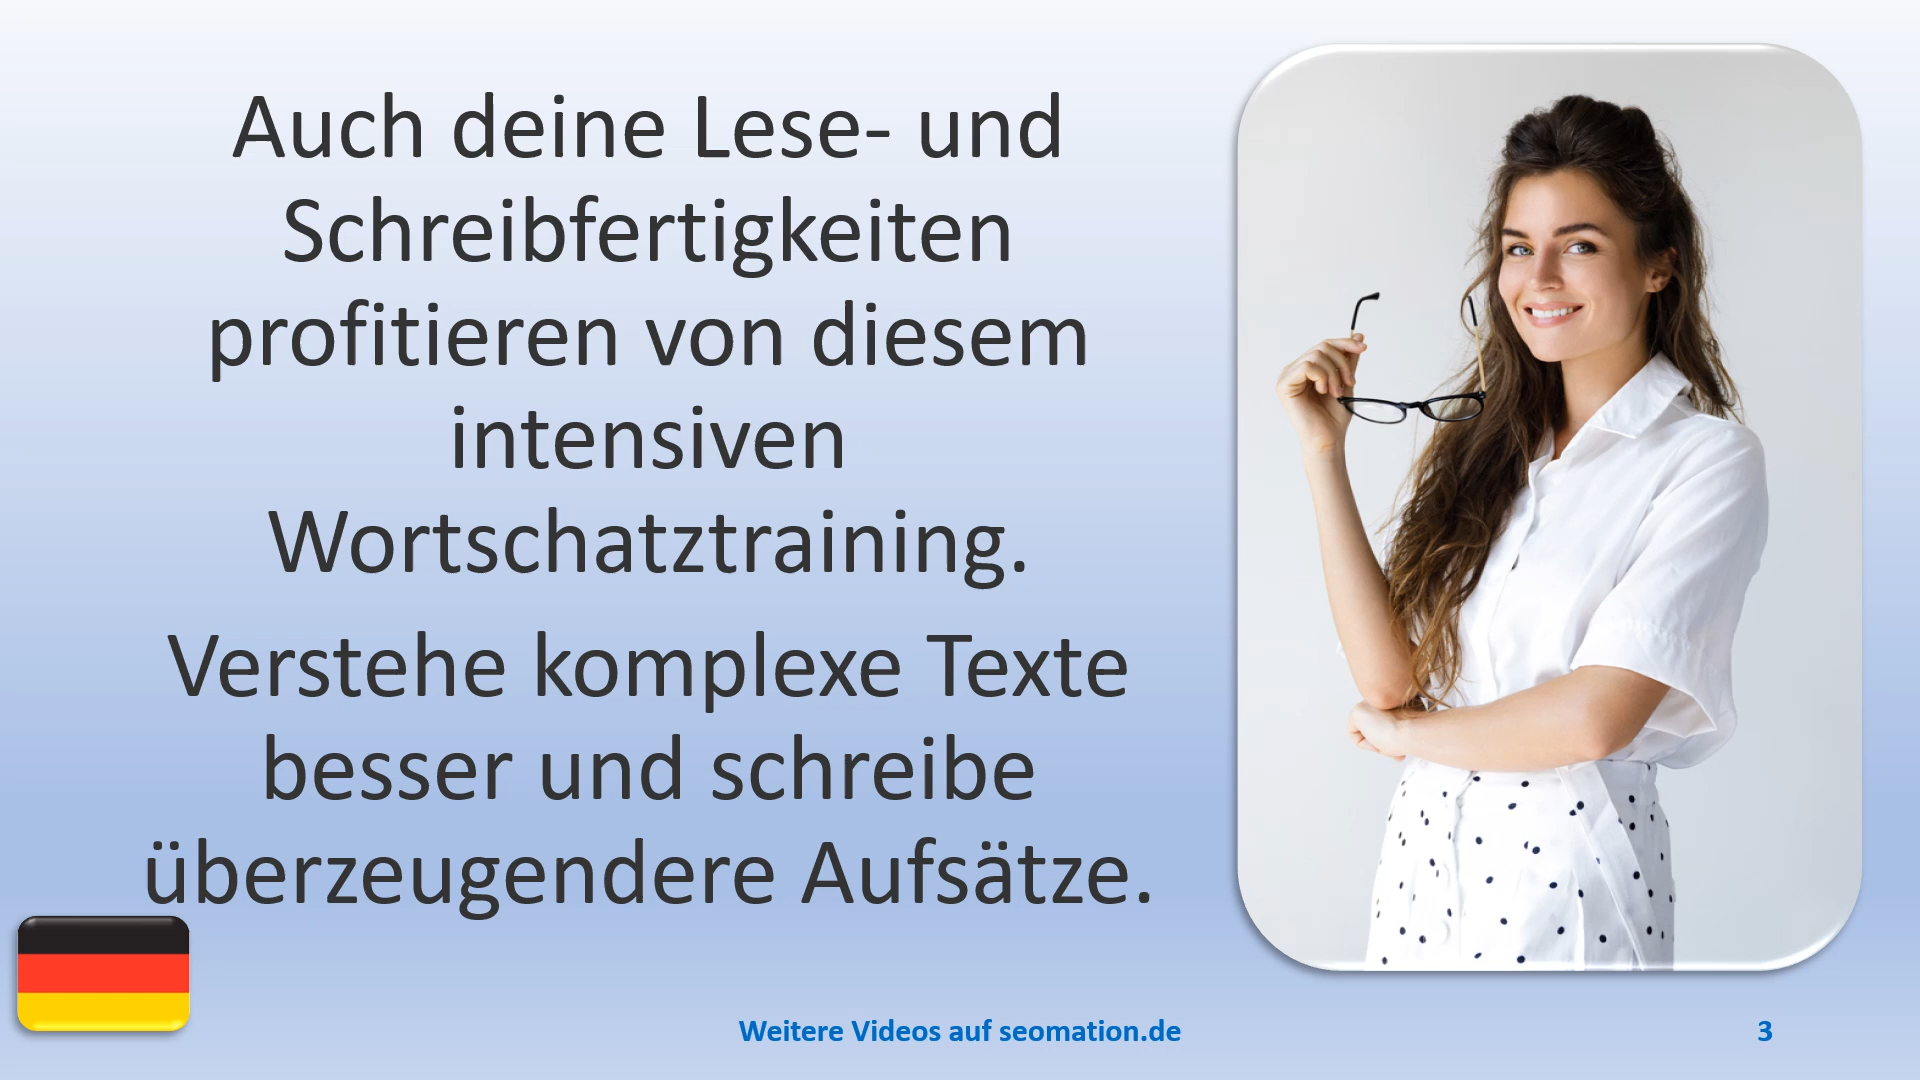 Auch deine Lese- und
Schreibfertigkeiten
profitieren von diesem
intensiven
Wortschatztraining.
Verstehe komplexe Texte
besser und schreibe
überzeugendere Aufsätze.
Weitere Videos auf seomation.de
3